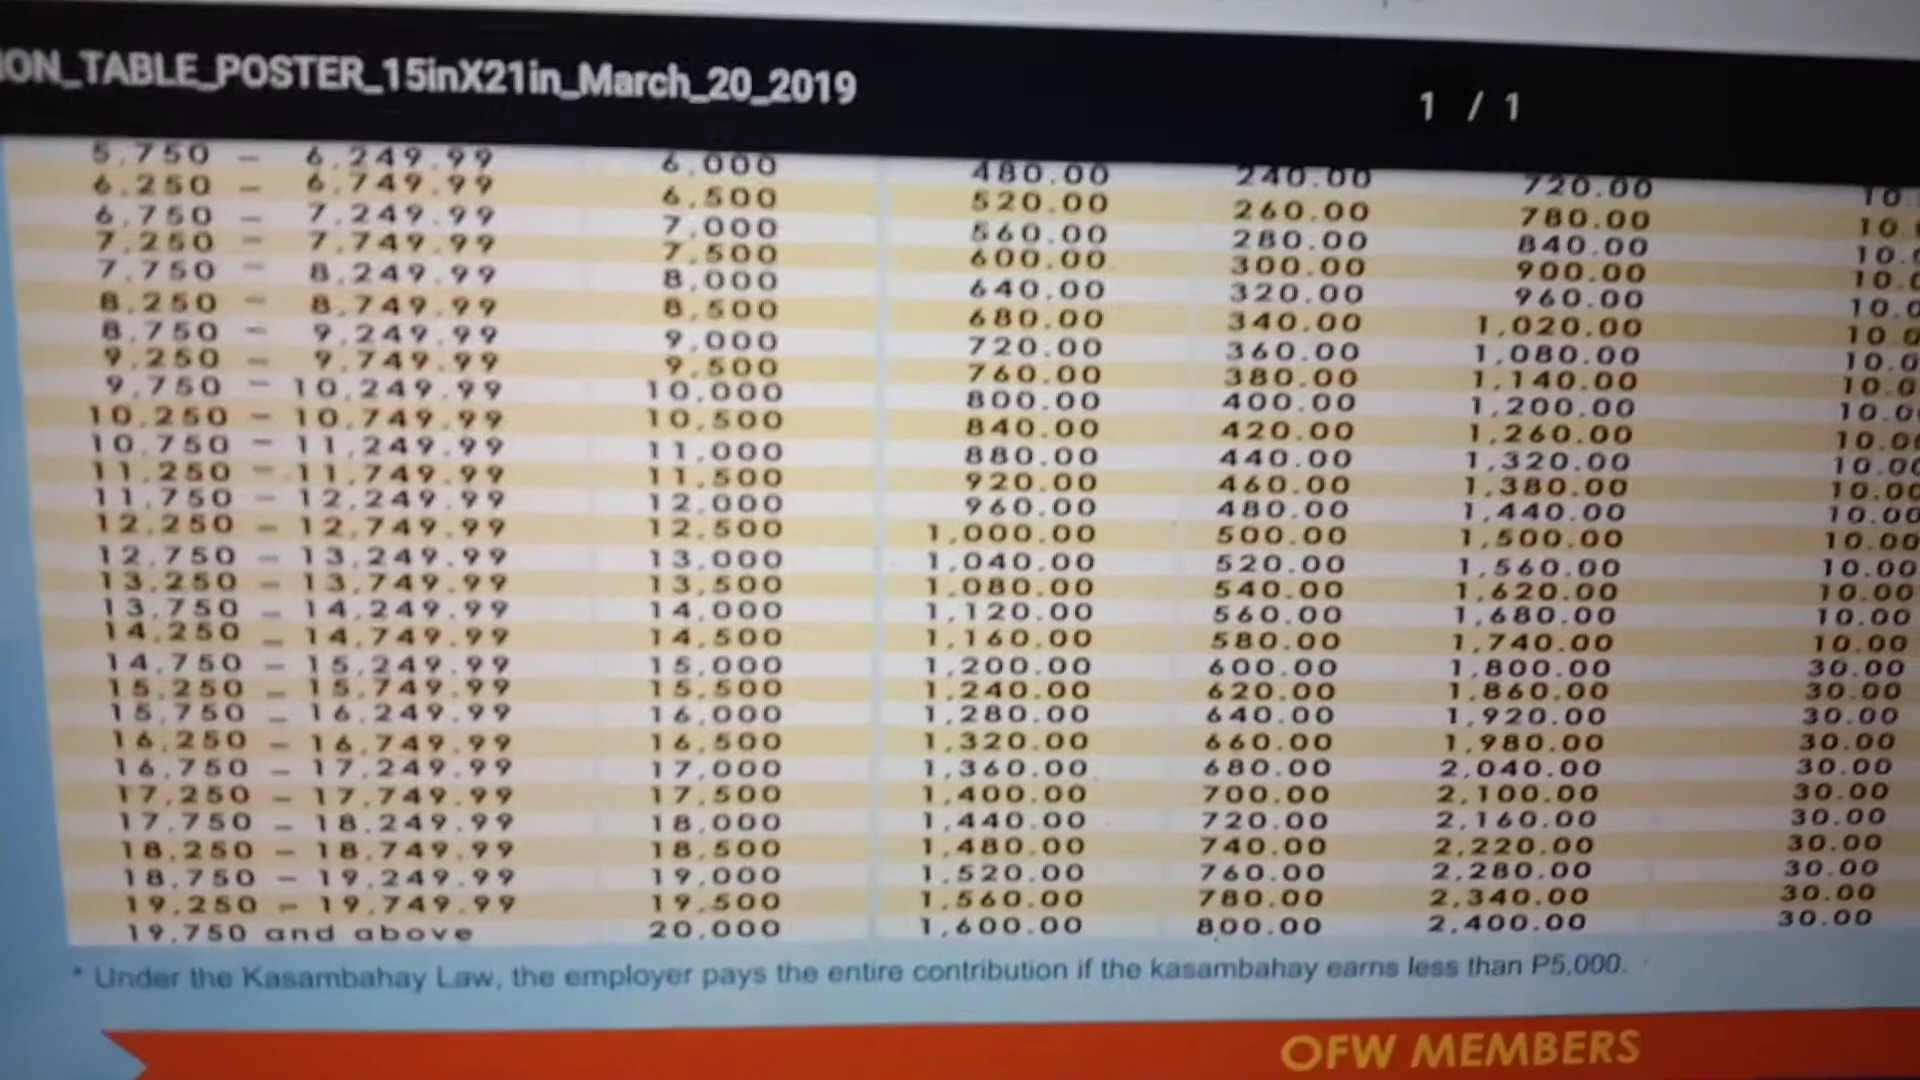 ION_TABLE_POSTER_15inX21in_March_20_2019
1 / 1
5,750 – 6,249.99 6,000 480.00 240.00 720.00 10
6,250 – 6,749.99 6,500 520.00 260.00 780.00 10
6,750 – 7,249.99 7,000 560.00 280.00 840.00 10.0
7,250 – 7,749.99 7,500 600.00 300.00 900.00 10.0
7,750 – 8,249.99 8,000 640.00 320.00 960.00 10.0
8,250 – 8,749.99 8,500 680.00 340.00 1,020.00 10.0
8,750 – 9,249.99 9,000 720.00 360.00 1,080.00 10.0
9,250 – 9,749.99 9,500 760.00 380.00 1,140.00 10.0
9,750 – 10,249.99 10,000 800.00 400.00 1,200.00 10.00
10,250 – 10,749.99 10,500 840.00 420.00 1,260.00 10.00
10,750 – 11,249.99 11,000 880.00 440.00 1,320.00 10.00
11,250 – 11,749.99 11,500 920.00 460.00 1,380.00 10.00
11,750 – 12,249.99 12,000 960.00 480.00 1,440.00 10.00
12,250 – 12,749.99 12,500 1,000.00 500.00 1,500.00 10.00
12,750 – 13,249.99 13,000 1,040.00 520.00 1,560.00 10.00
13,250 – 13,749.99 13,500 1,080.00 540.00 1,620.00 10.00
13,750 – 14,249.99 14,000 1,120.00 560.00 1,680.00 10.00
14,250 – 14,749.99 14,500 1,160.00 580.00 1,740.00 10.00
14,750 – 15,249.99 15,000 1,200.00 600.00 1,800.00 30.00
15,250 – 15,749.99 15,500 1,240.00 620.00 1,860.00 30.00
15,750 – 16,249.99 16,000 1,280.00 640.00 1,920.00 30.00
16,250 – 16,749.99 16,500 1,320.00 660.00 1,980.00 30.00
16,750 – 17,249.99 17,000 1,360.00 680.00 2,040.00 30.00
17,250 – 17,749.99 17,500 1,400.00 700.00 2,100.00 30.00
17,750 – 18,249.99 18,000 1,440.00 720.00 2,160.00 30.00
18,250 – 18,749.99 18,500 1,480.00 740.00 2,220.00 30.00
18,750 – 19,249.99 19,000 1,520.00 760.00 2,280.00 30.00
19,250 – 19,749.99 19,500 1,560.00 780.00 2,340.00 30.00
19,750 and above 20,000 1,600.00 800.00 2,400.00 30.00
* Under the Kasambahay Law, the employer pays the entire contribution if the kasambahay earns less than P5,000.
OFW MEMBERS